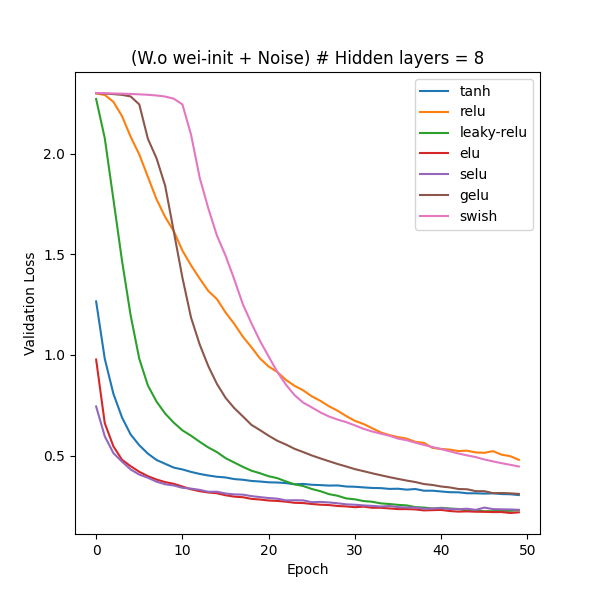 (W.o wei-init + Noise) # Hidden layers = 8
tanh
relu
leaky-relu
elu
selu
gelu
swish
Validation Loss
2.0
1.5
1.0
0.5
0
10
20
30
40
50
Epoch